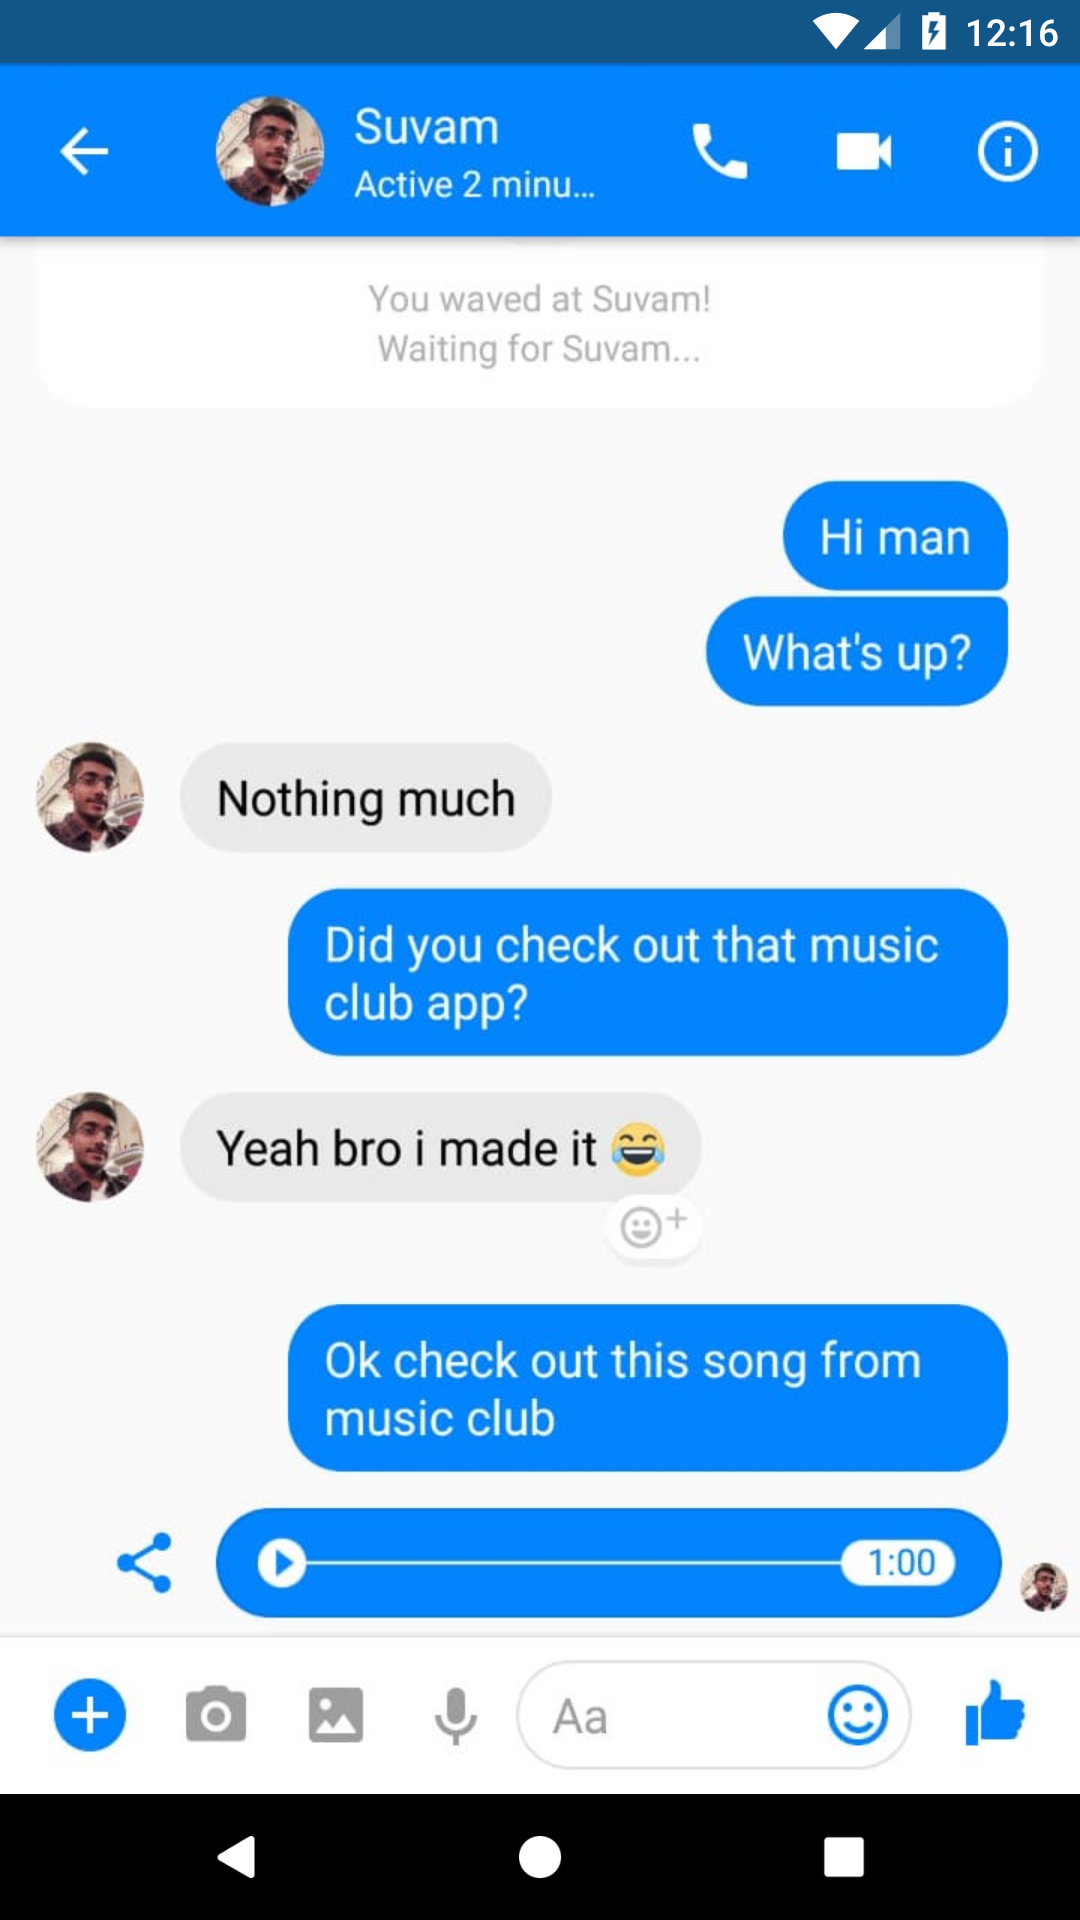 12:16
Suvam
Active 2 minu...
You waved at Suvam!
Waiting for Suvam...
Hi man
What's up?
Nothing much
Did you check out that music
club app?
Yeah bro i made it 😂
Ok check out this song from
music club
1:00
Aa